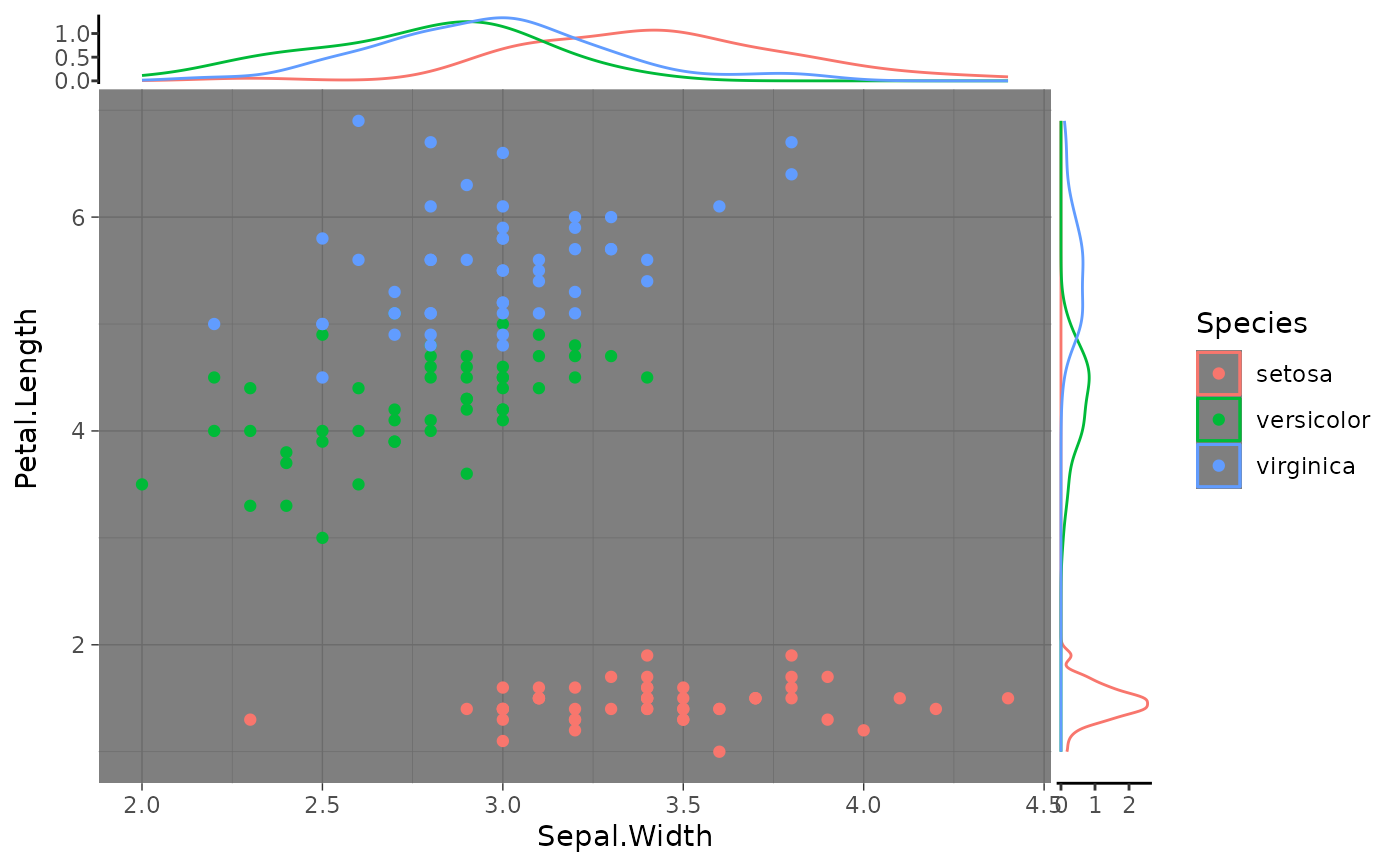 1.0
0.5
0.0
6
4
2
Petal.Length
2.0 2.5 3.0 3.5 4.0 4.5
0 1 2
Sepal.Width
Species
setosa
versicolor
virginica